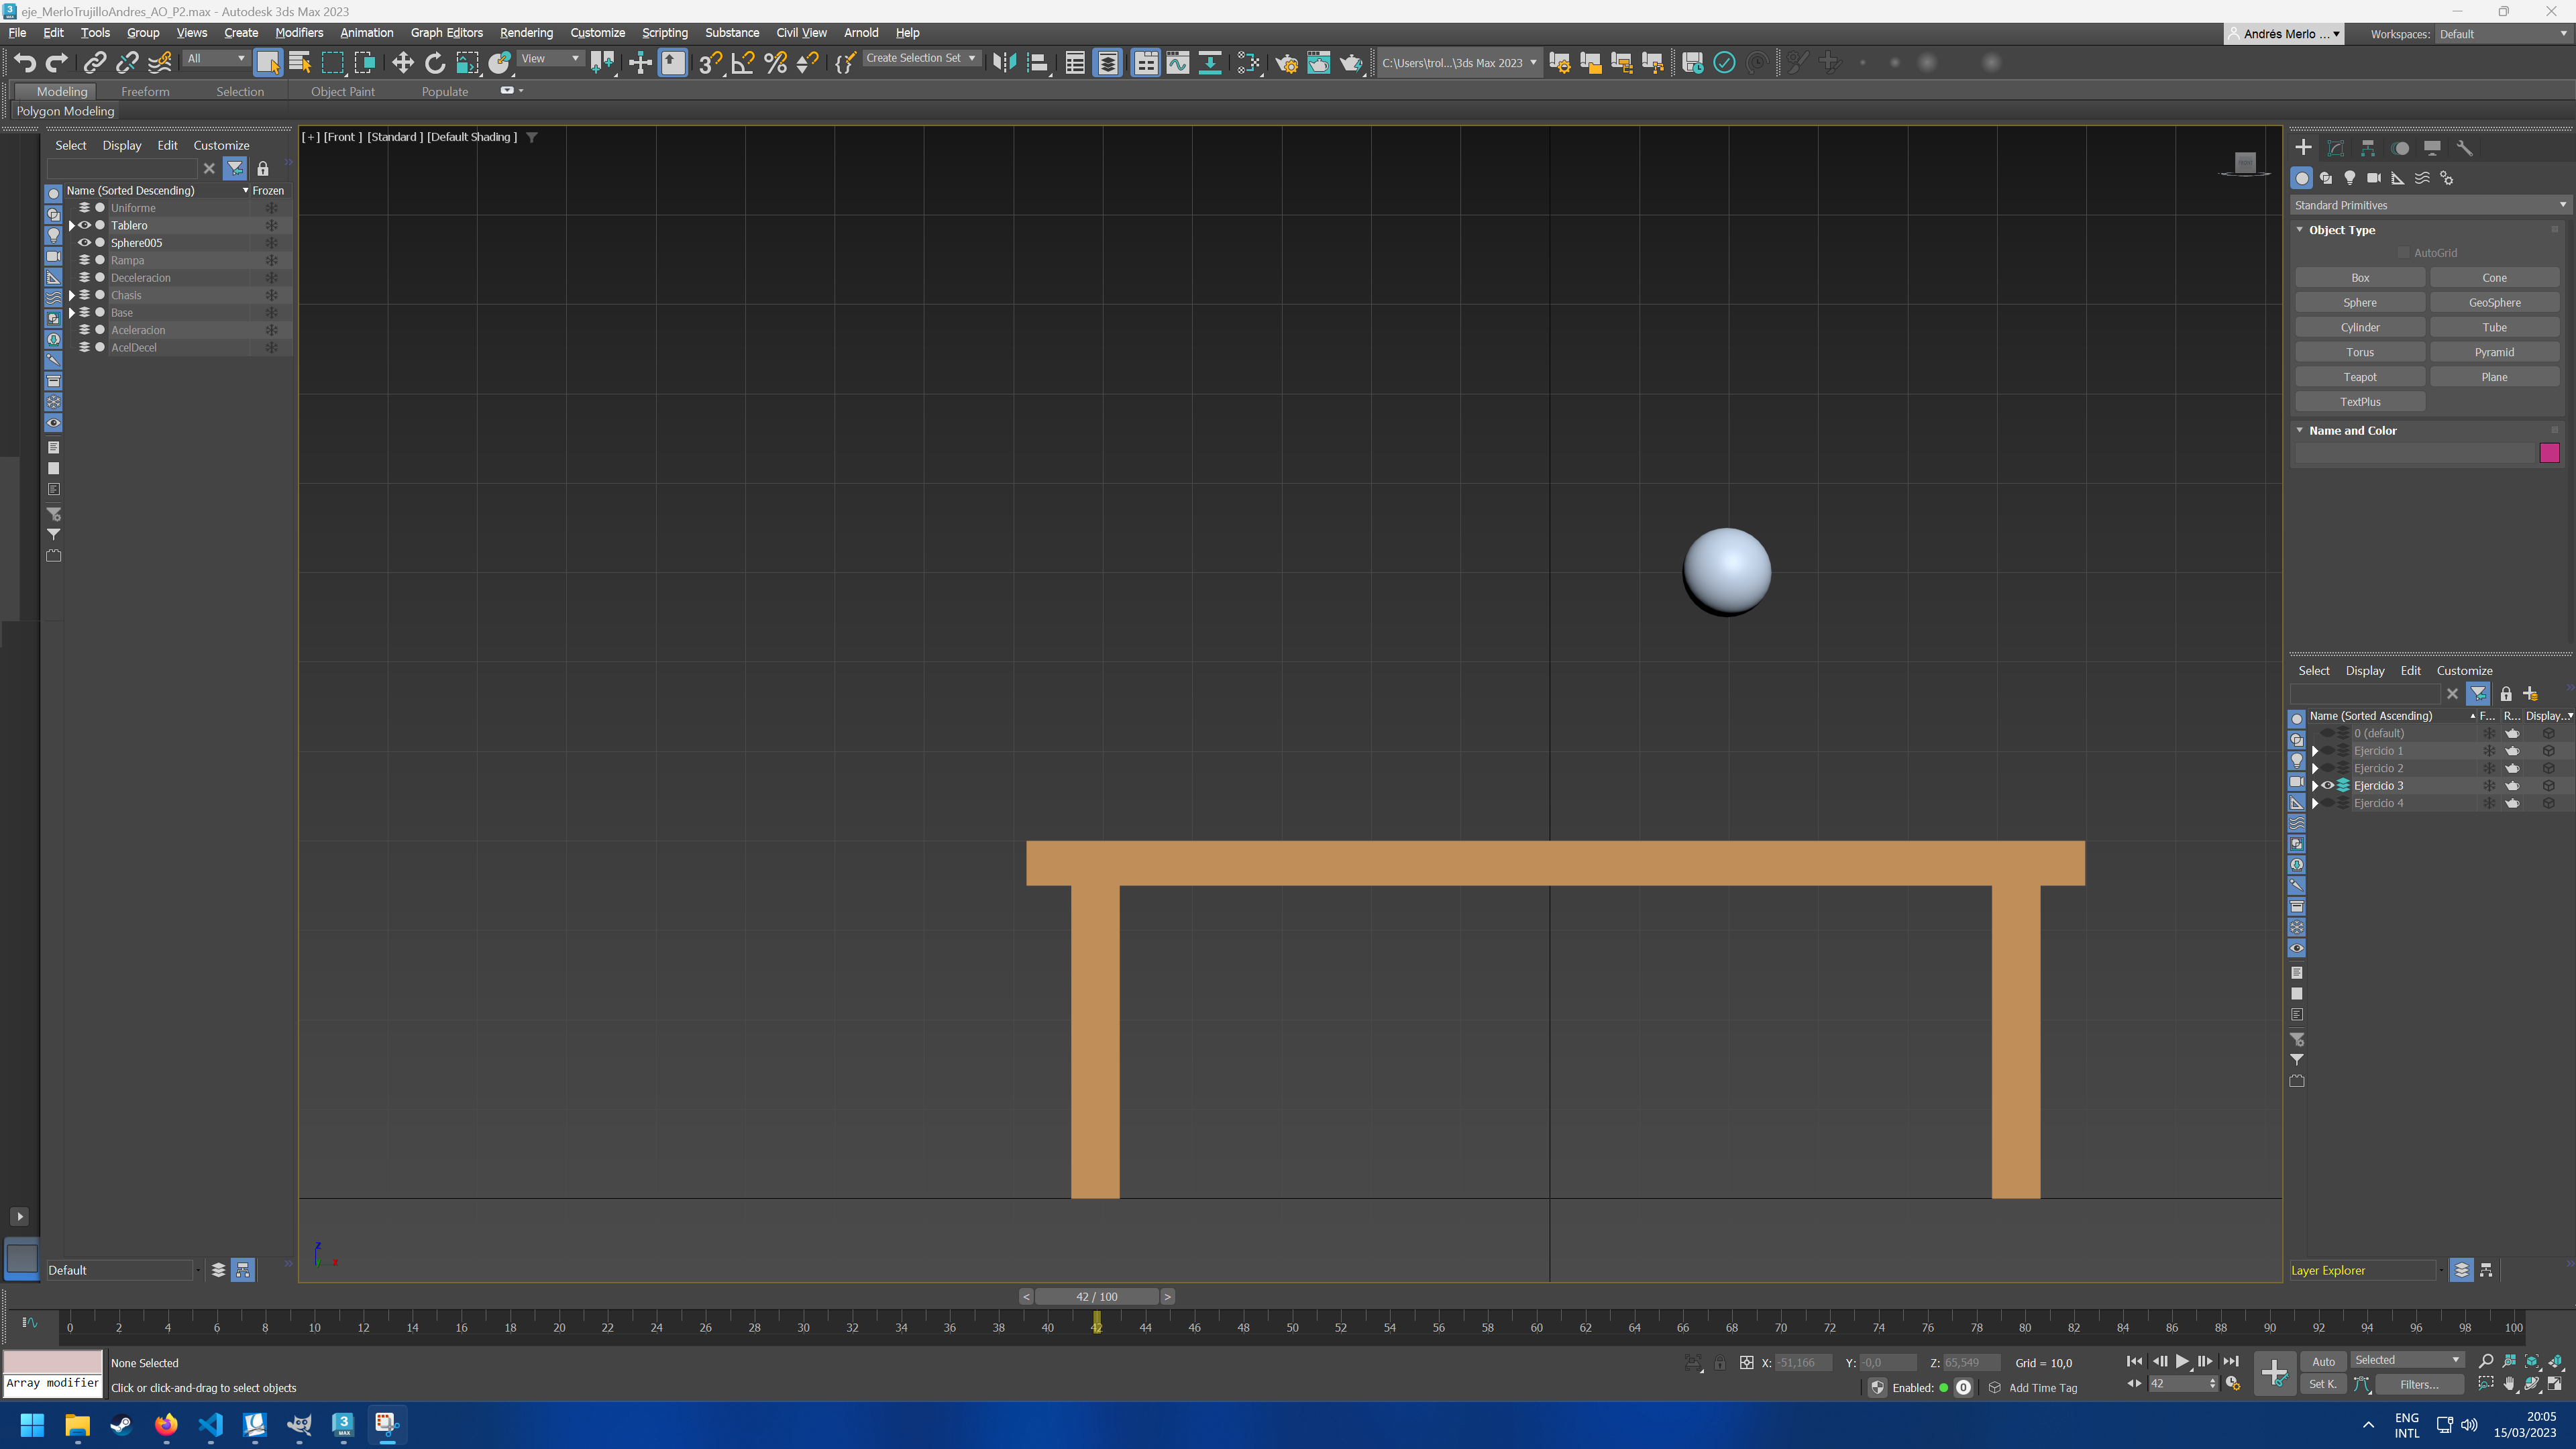 eje_MerloTrujilloAndres_AO_P2.max - Autodesk 3ds Max 2023
File Edit Tools Group Views Create Modifiers Animation Graph Editors Rendering Customize Scripting Substance Civil View Arnold Help
Andrés Merlo ... Workspaces: Default
All View Create Selection Set C:\Users\trol...\3ds Max 2023
Modeling Freeform Selection Object Paint Populate
Polygon Modeling
Select Display Edit Customize
Name (Sorted Descending) Frozen
Uniforme
Tablero
Sphere005
Rampa
Deceleracion
Chasis
Base
Aceleracion
AcelDecel
Default
[+] [Front ] [Standard ] [Default Shading ]
z
x
Standard Primitives
Object Type
AutoGrid
Box Cone
Sphere GeoSphere
Cylinder Tube
Torus Pyramid
Teapot Plane
TextPlus
Name and Color
Select Display Edit Customize
Name (Sorted Ascending) F... R... Display...
0 (default)
Ejercicio 1
Ejercicio 2
Ejercicio 3
Ejercicio 4
Layer Explorer
< 42 / 100 >
0 2 4 6 8 10 12 14 16 18 20 22 24 26 28 30 32 34 36 38 40 42 44 46 48 50 52 54 56 58 60 62 64 66 68 70 72 74 76 78 80 82 84 86 88 90 92 94 96 98 100
None Selected X: -51,166 Y: -0,0 Z: 65,549 Grid = 10,0 Auto Selected
Array modifier Click or click-and-drag to select objects Enabled: 0 Add Time Tag 42 Set K. Filters...
ENG 20:05
INTL 15/03/2023